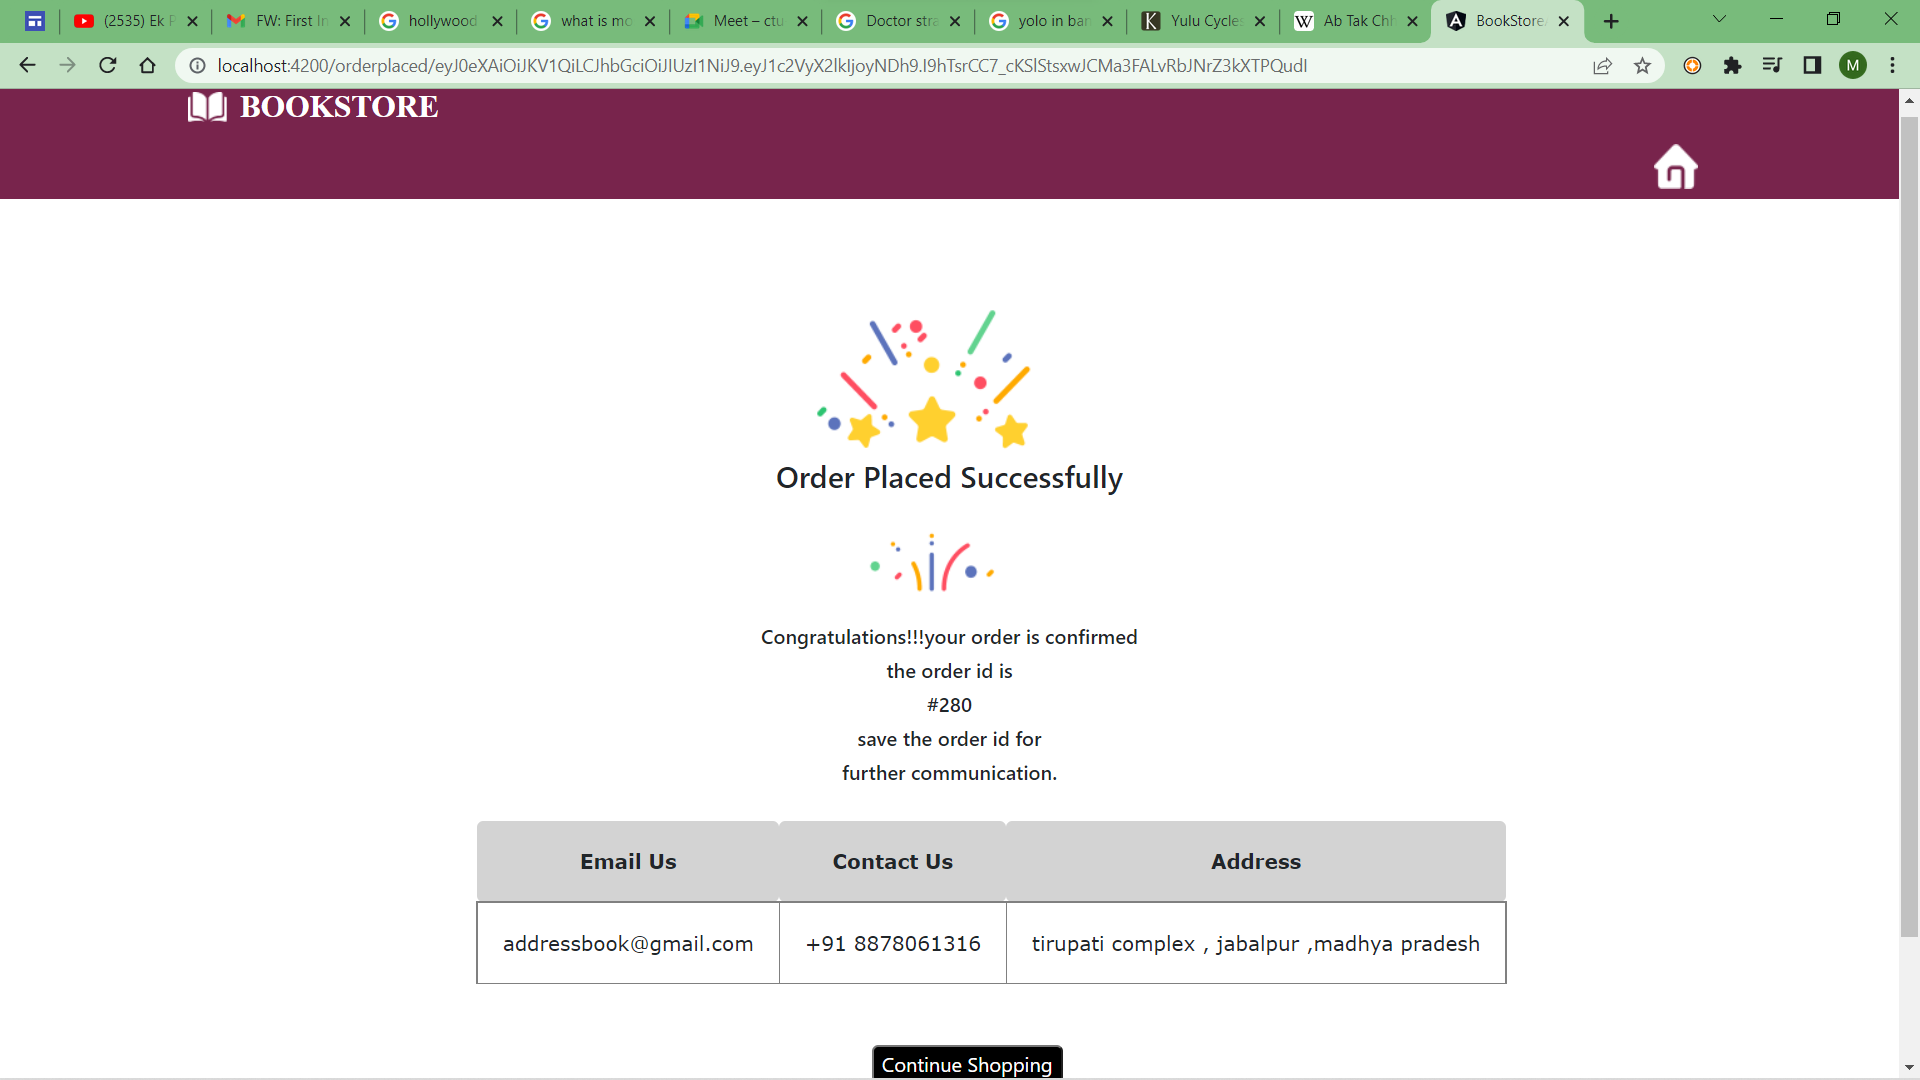 (2535) Ek P
FW: First In
hollywood
what is mo
Meet – ctu
Doctor stra
yolo in ban
Yulu Cycle
Ab Tak Chh
BookStore
localhost:4200/orderplaced/eyJ0eXAiOiJKV1QiLCJhbGciOiJIUzI1NiJ9.eyJ1c2VyX2lkIjoyNDh9.I9hTsrCC7_cKSlStsxwJCMa3FALvRbJNrZ3kXTPQudI
M
BOOKSTORE
Order Placed Successfully
Congratulations!!!your order is confirmed
the order id is
#280
save the order id for
further communication.
Email Us Contact Us Address
addressbook@gmail.com +91 8878061316 tirupati complex , jabalpur ,madhya pradesh
Continue Shopping